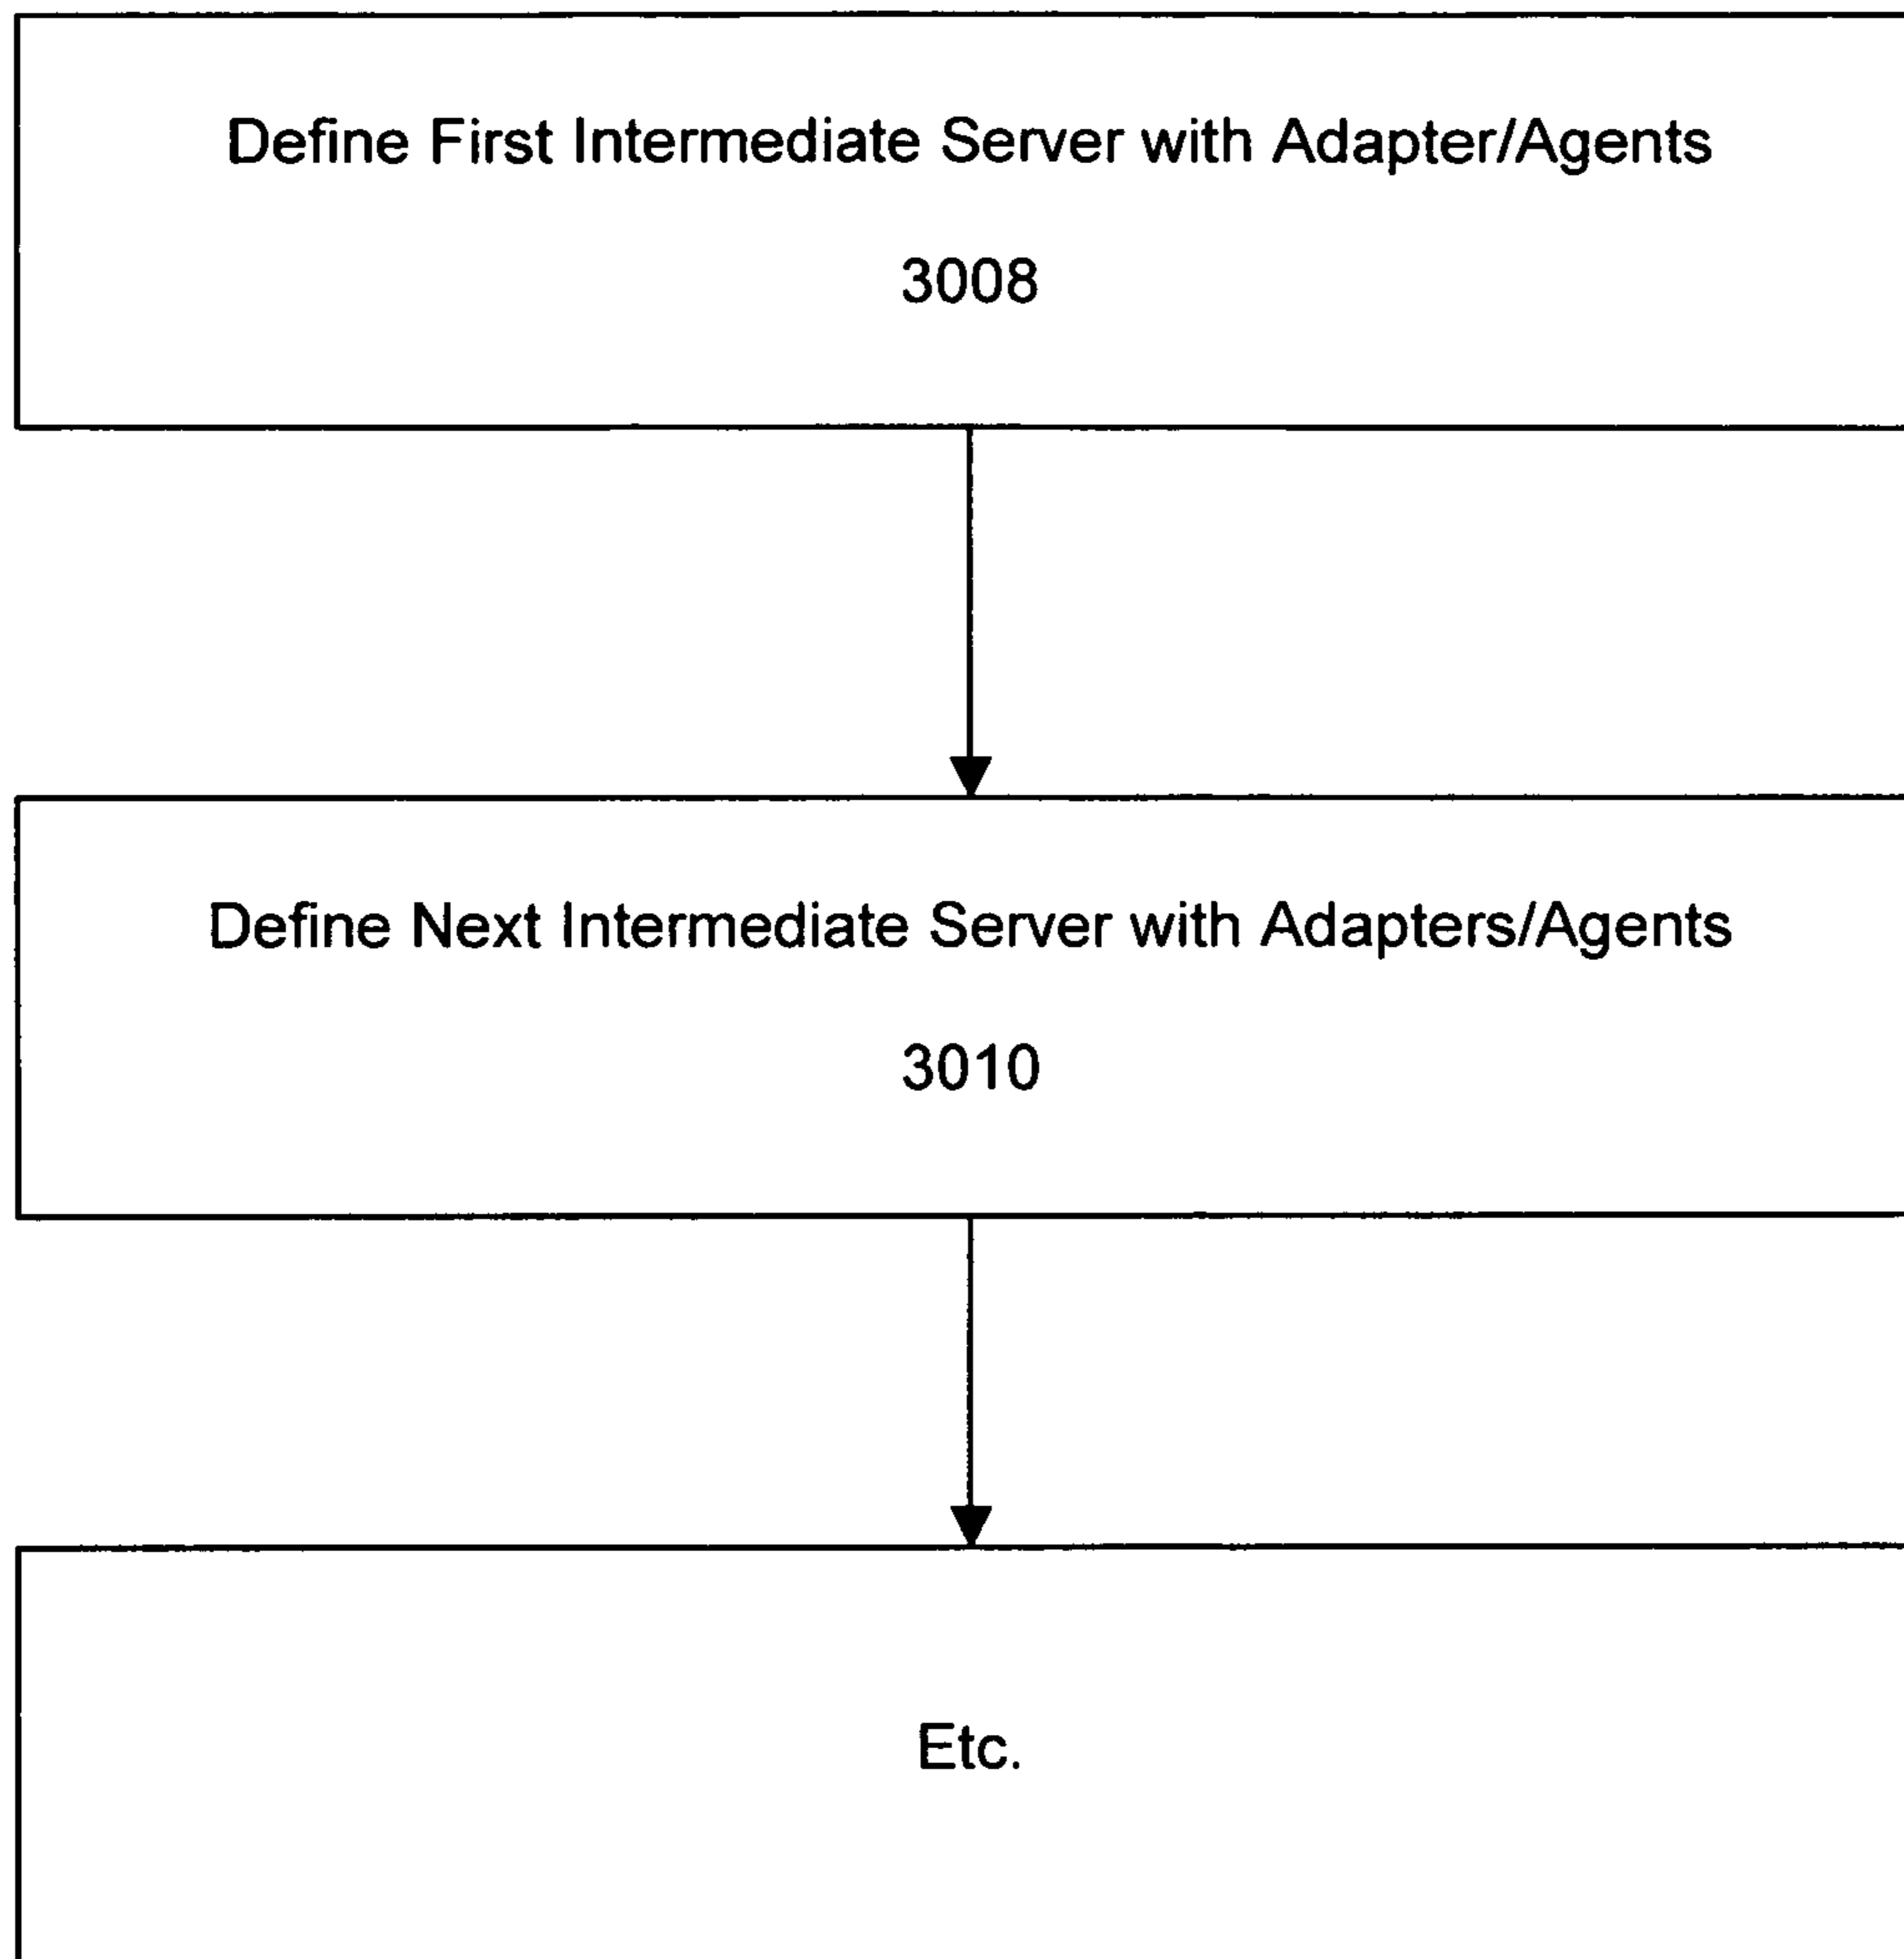 Define First Intermediate Server with Adapter/Agents
3008
Define Next Intermediate Server with Adapters/Agents
3010
Etc.